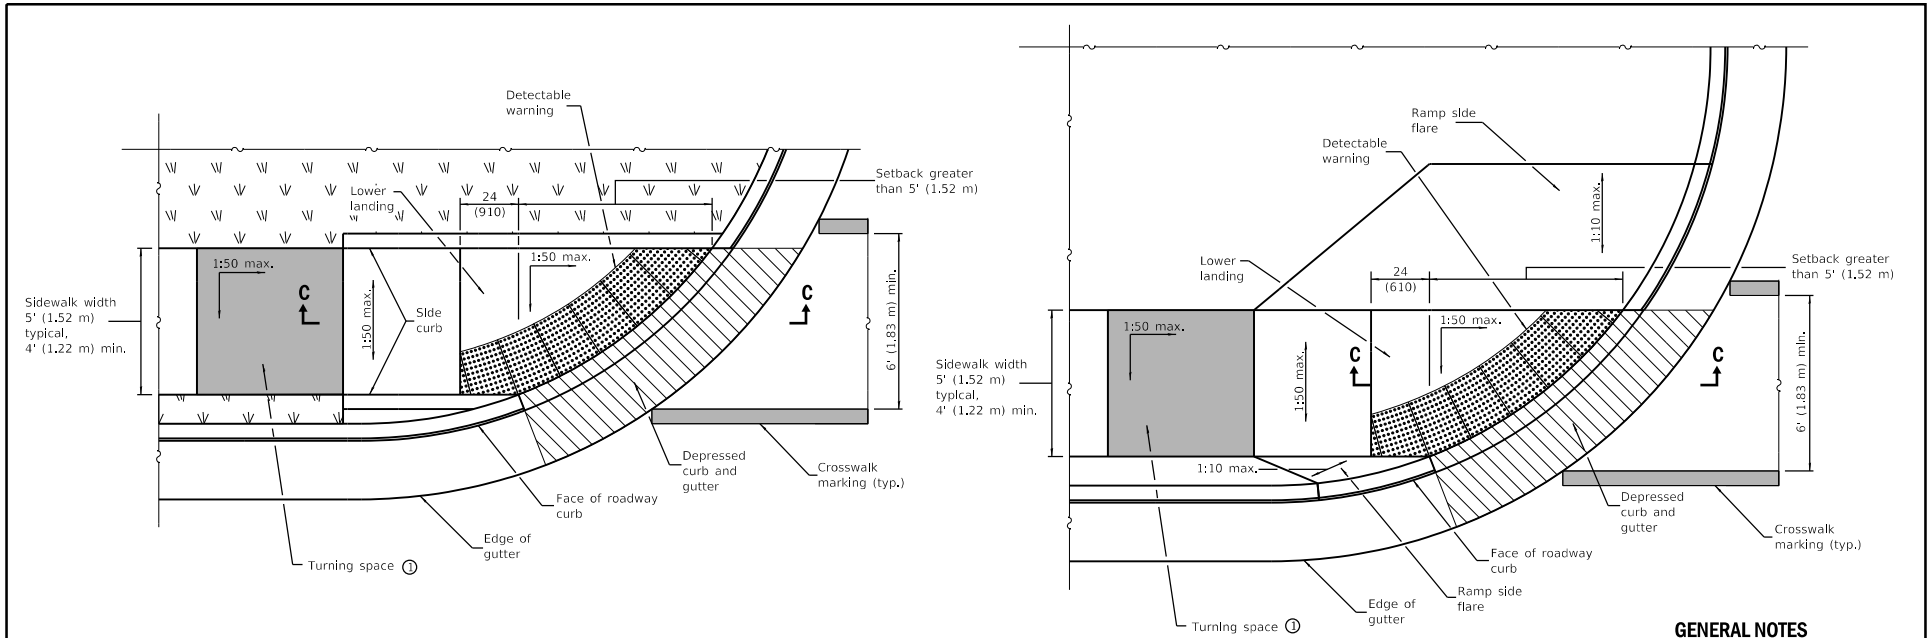 Detectable
warning
Setback greater
than 5' (1.52 m)
Lower
landing
24
(910)
1:50 max.
1:50 max.
C
C
1:50 max.
Side
curb
Sidewalk width
5' (1.52 m)
typical,
4' (1.22 m) min.
6' (1.83 m) min.
Depressed
curb and
gutter
Crosswalk
marking (typ.)
Face of roadway
curb
Edge of
gutter
Turning space ①
Ramp side
flare
Detectable
warning
1:10 max.
Setback greater
than 5' (1.52 m)
Lower
landing
24
(610)
1:50 max.
1:50 max.
C
C
1:50 max.
Sidewalk width
5' (1.52 m)
typical,
4' (1.22 m) min.
6' (1.83 m) min.
1:10 max.
Depressed
curb and
gutter
Crosswalk
marking (typ.)
Face of roadway
curb
Ramp side
flare
Edge of
gutter
Turning space ①
GENERAL NOTES